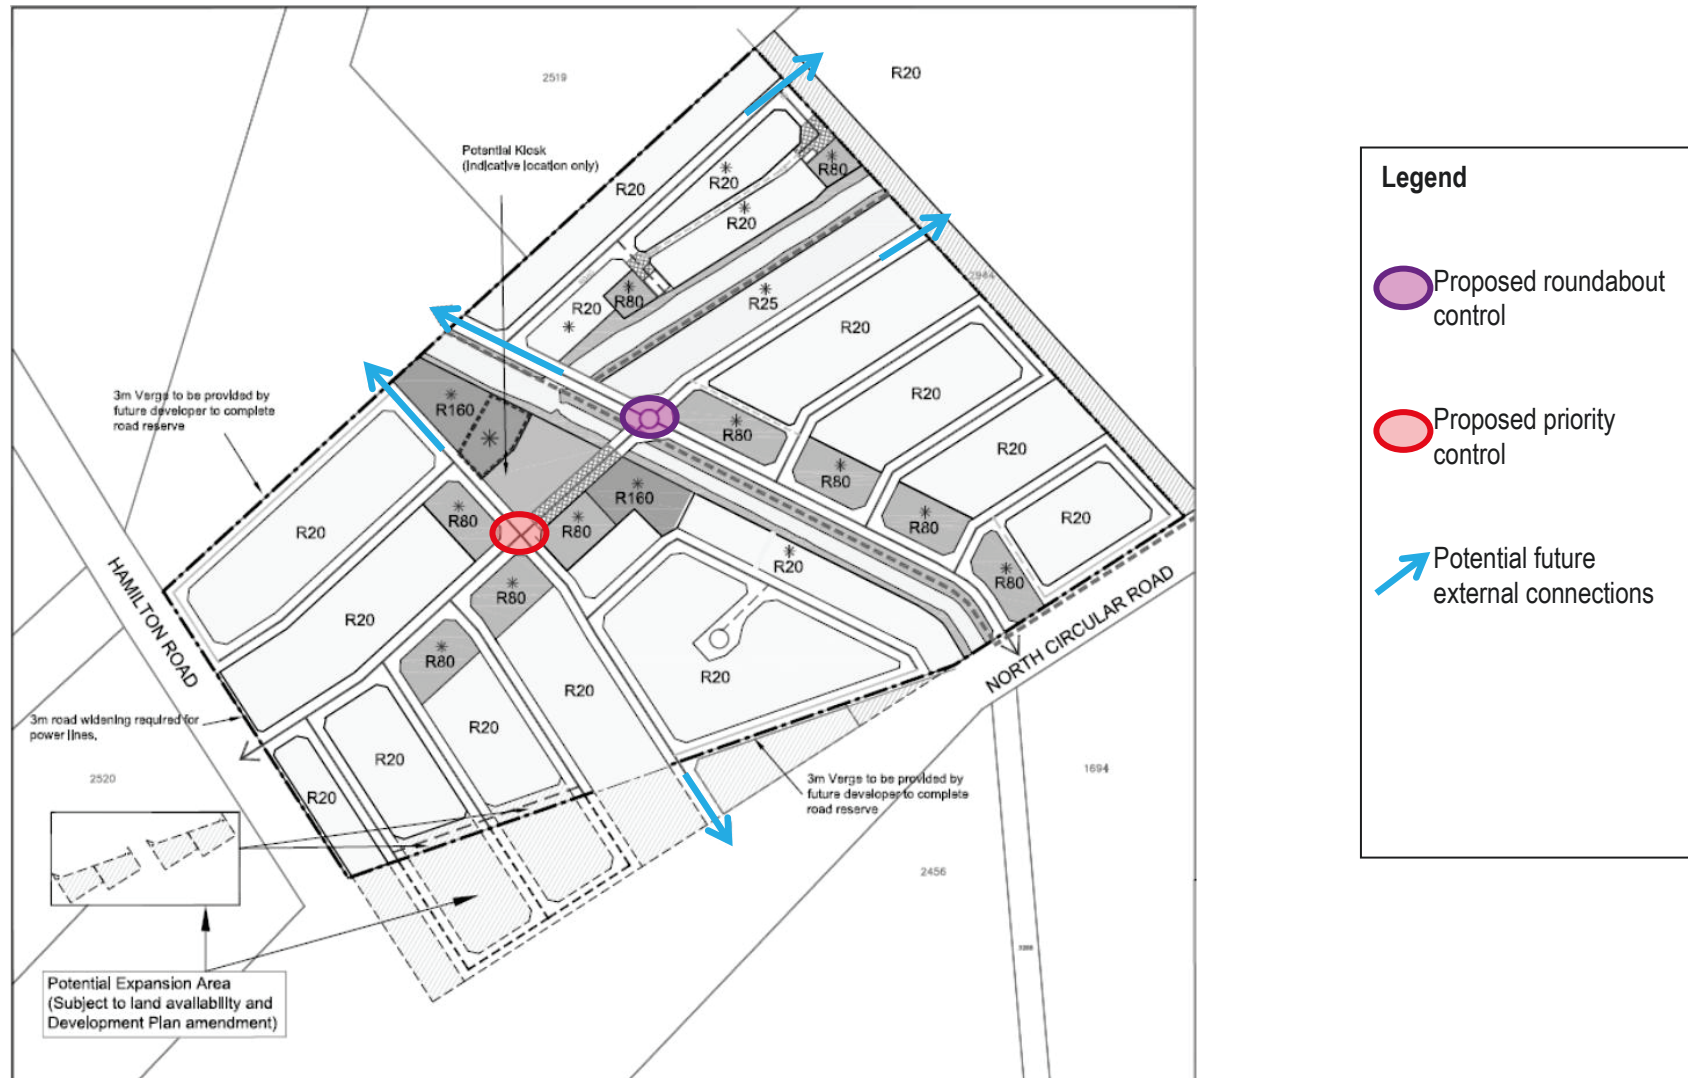 2519
R20
Potential Kiosk
(Indicative location only)
R80
R20
R20
R20
2944
R80
R20
R25
R20
R20
3m Verge to be provided by
future developer to complete
road reserve
R160
R80
R20
R80
R160
R80
R80
R80
R20
R20
R20
R80
R80
R20
HAMILTON ROAD
R80
R20
NORTH CIRCULAR ROAD
R20
R20
3m road widening required for
power lines.
R20
R20
R20
2520
3m Verge to be provided by
future developer to complete
road reserve
1694
2456
Potential Expansion Area
(Subject to land availability and
Development Plan amendment)
Legend
Proposed roundabout
control
Proposed priority
control
Potential future
external connections